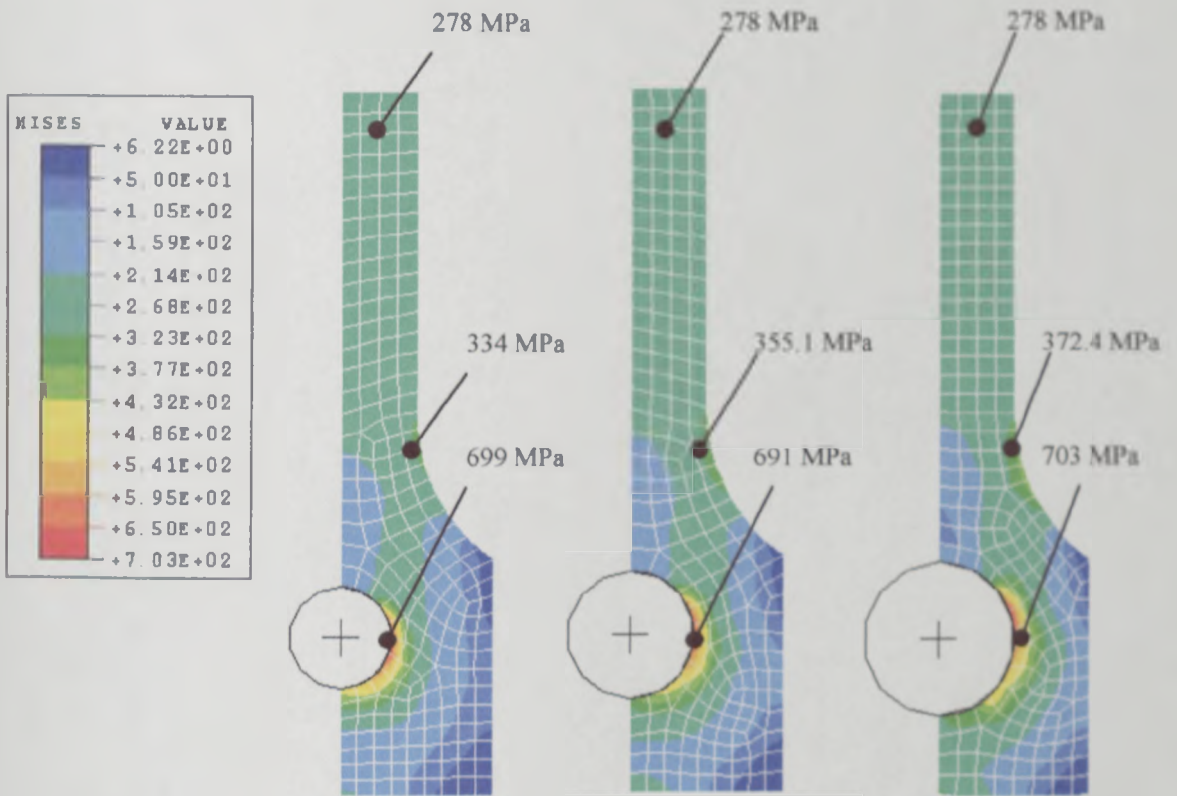 278 MPa
278 MPa
278 MPa
MISES VALUE
+6.22E+00
+5.00E+01
+1.05E+02
+1.59E+02
+2.14E+02
+2.68E+02
+3.23E+02
+3.77E+02
+4.32E+02
+4.86E+02
+5.41E+02
+5.95E+02
+6.50E+02
+7.03E+02
334 MPa
355.1 MPa
372.4 MPa
699 MPa
691 MPa
703 MPa